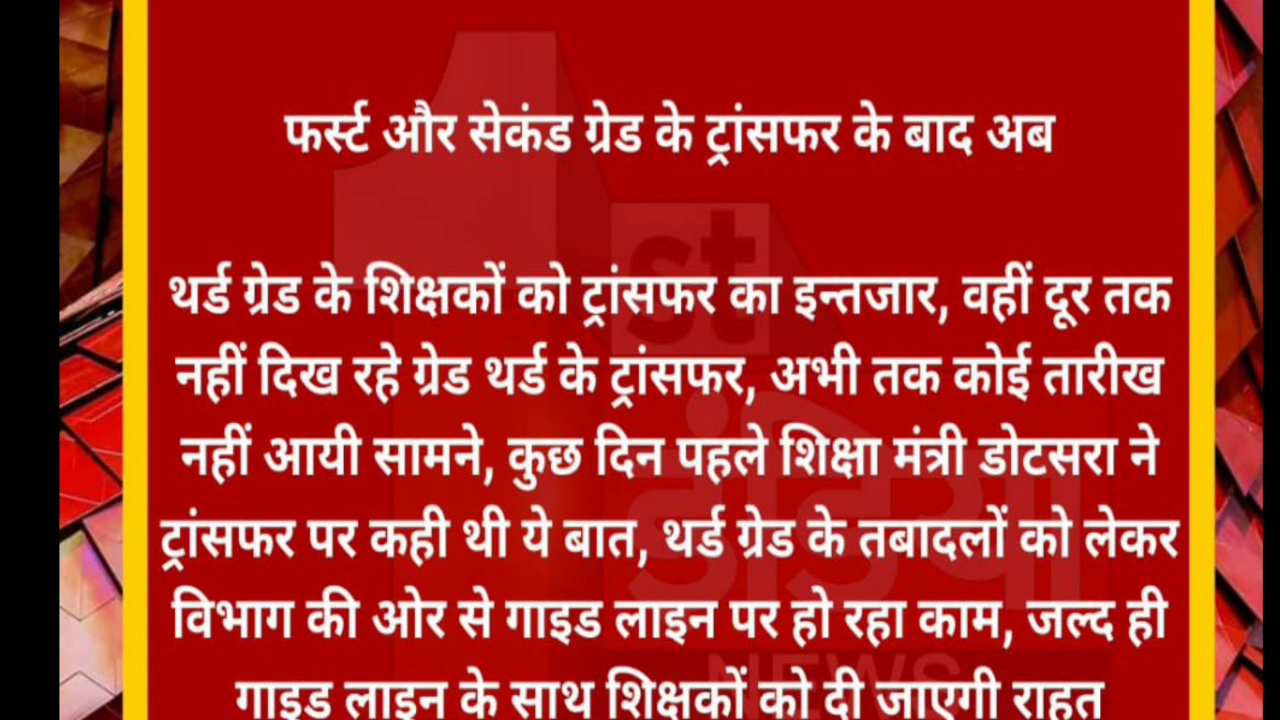 फर्स्ट और सेकंड ग्रेड के ट्रांसफर के बाद अब
थर्ड ग्रेड के शिक्षकों को ट्रांसफर का इन्तजार, वहीं दूर तक
नहीं दिख रहे ग्रेड थर्ड के ट्रांसफर, अभी तक कोई तारीख
नहीं आयी सामने, कुछ दिन पहले शिक्षा मंत्री डोटसरा ने
ट्रांसफर पर कही थी ये बात, थर्ड ग्रेड के तबादलों को लेकर
विभाग की ओर से गाइड लाइन पर हो रहा काम, जल्द ही
गाइड लाइन के साथ शिक्षकों को दी जाएगी राहत
1st
इंडिया
NEWS